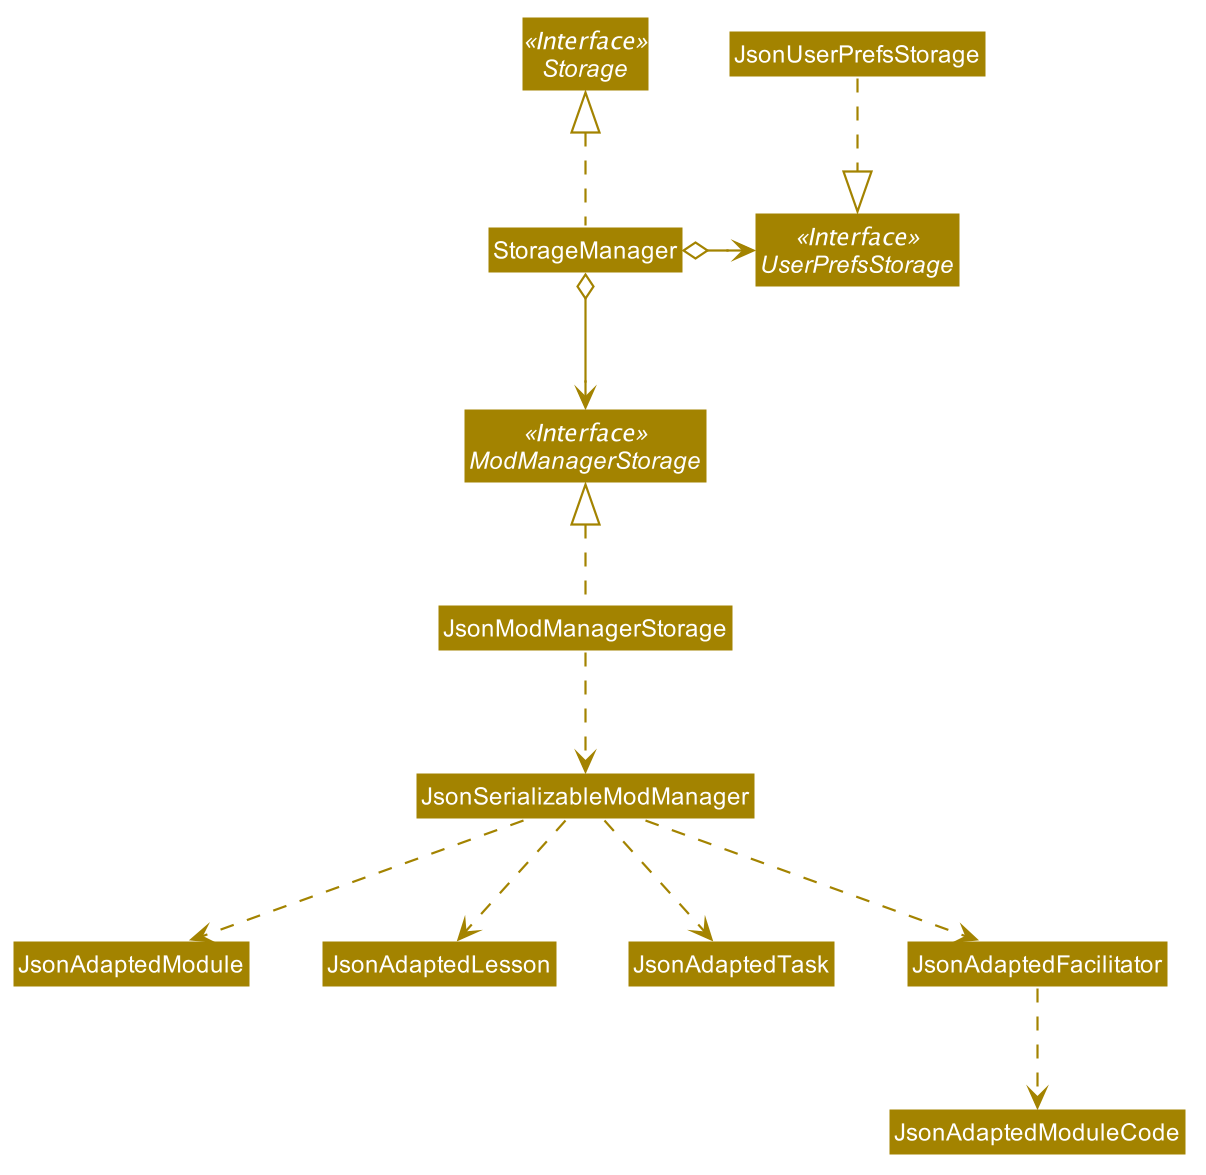 «Interface»
Storage
JsonUserPrefsStorage
StorageManager
«Interface»
UserPrefsStorage
«Interface»
ModManagerStorage
JsonModManagerStorage
JsonSerializableModManager
JsonAdaptedModule
JsonAdaptedLesson
JsonAdaptedTask
JsonAdaptedFacilitator
JsonAdaptedModuleCode